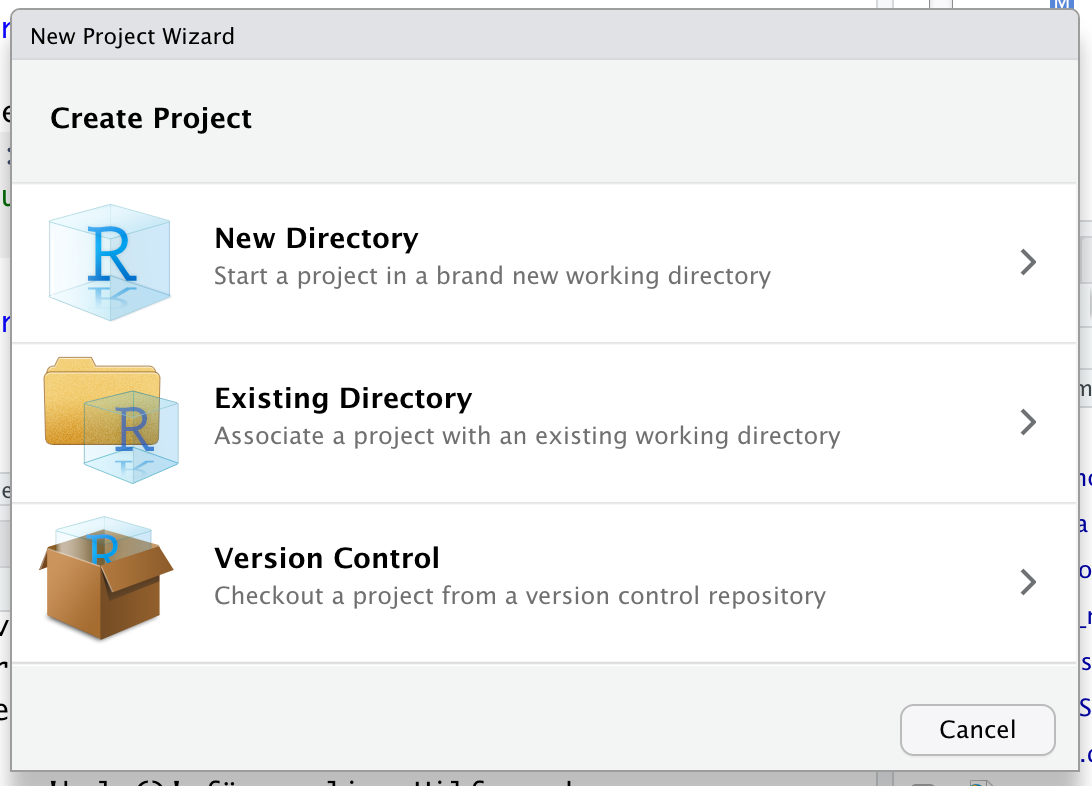 New Project Wizard
Create Project
R
New Directory
Start a project in a brand new working directory
R
Existing Directory
Associate a project with an existing working directory
R
Version Control
Checkout a project from a version control repository
Cancel